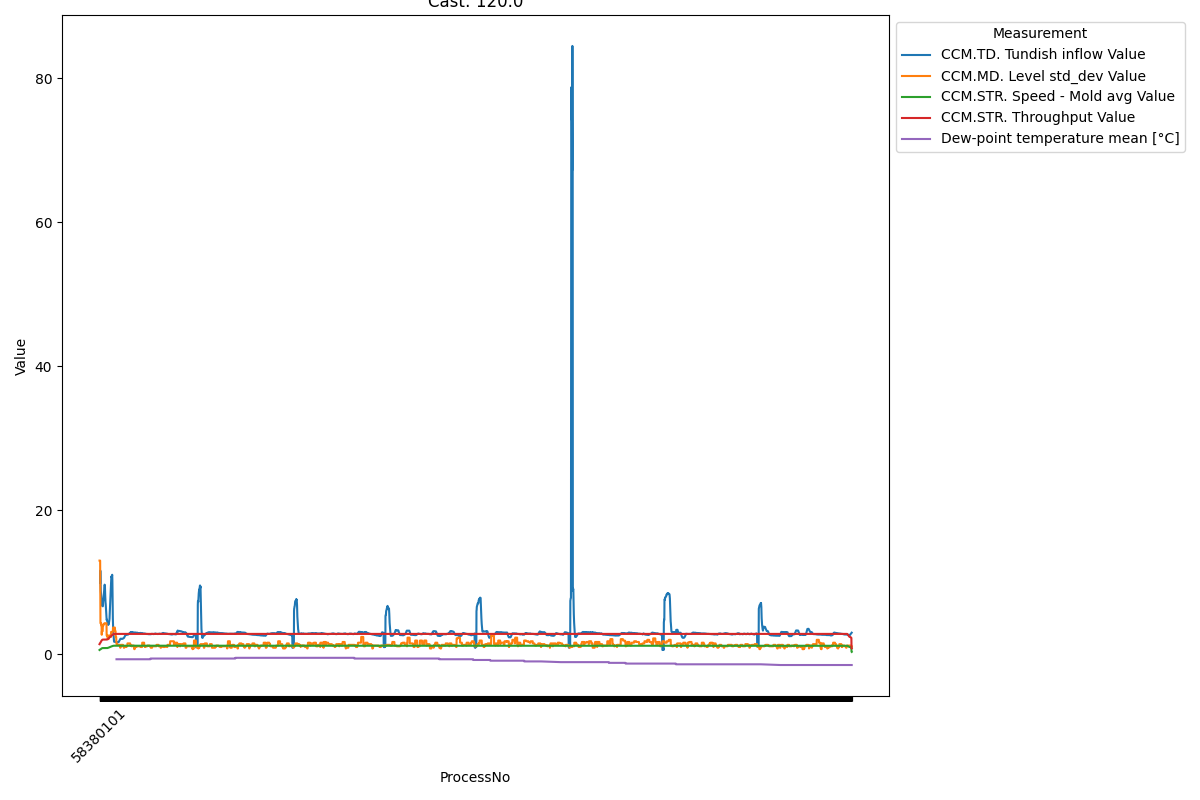 Cast: 120.0
Measurement
CCM.TD. Tundish inflow Value
CCM.MD. Level std_dev Value
CCM.STR. Speed - Mold avg Value
CCM.STR. Throughput Value
Dew-point temperature mean [°C]
80
60
40
20
0
Value
58380101
ProcessNo